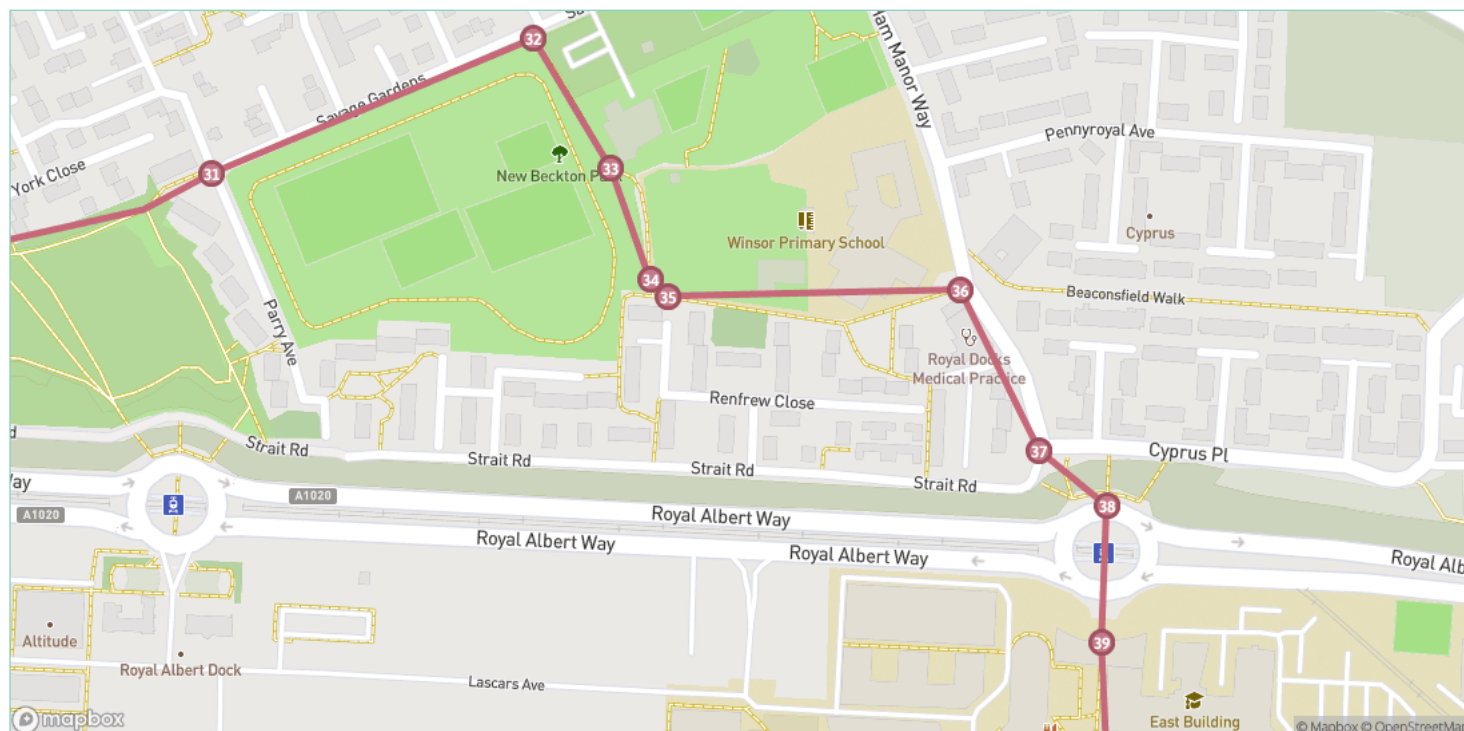 32
Ham Manor Way
Savage Gardens
Pennyroyal Ave
York Close
31
33
New Beckton
Winsor Primary School
Cyprus
34
35
36
Beaconsfield Walk
Parry Ave
Royal Docks
Medical Practice
Renfrew Close
37
Cyprus Pl
Strait Rd
Strait Rd
Strait Rd
Strait Rd
A1020
A1020
38
Royal Albert Way
Royal Albert Way
Royal Albert Way
Royal Alb
39
Altitude
Royal Albert Dock
Lascars Ave
East Building
mapbox
© Mapbox © OpenStreetMap